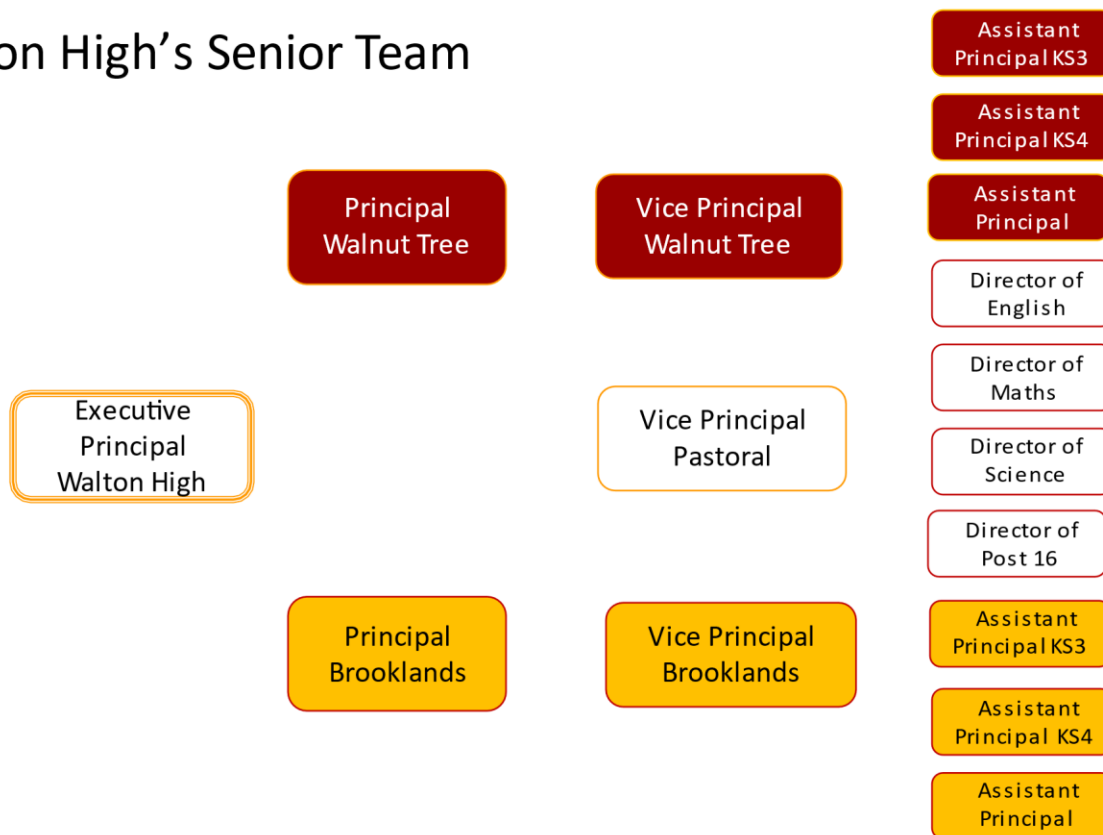 on High's Senior Team
Assistant
Principal KS3
Assistant
Principal KS4
Assistant
Principal
Principal
Walnut Tree
Vice Principal
Walnut Tree
Director of
English
Director of
Maths
Executive
Principal
Walton High
Vice Principal
Pastoral
Director of
Science
Director of
Post 16
Principal
Brooklands
Vice Principal
Brooklands
Assistant
Principal KS3
Assistant
Principal KS4
Assistant
Principal